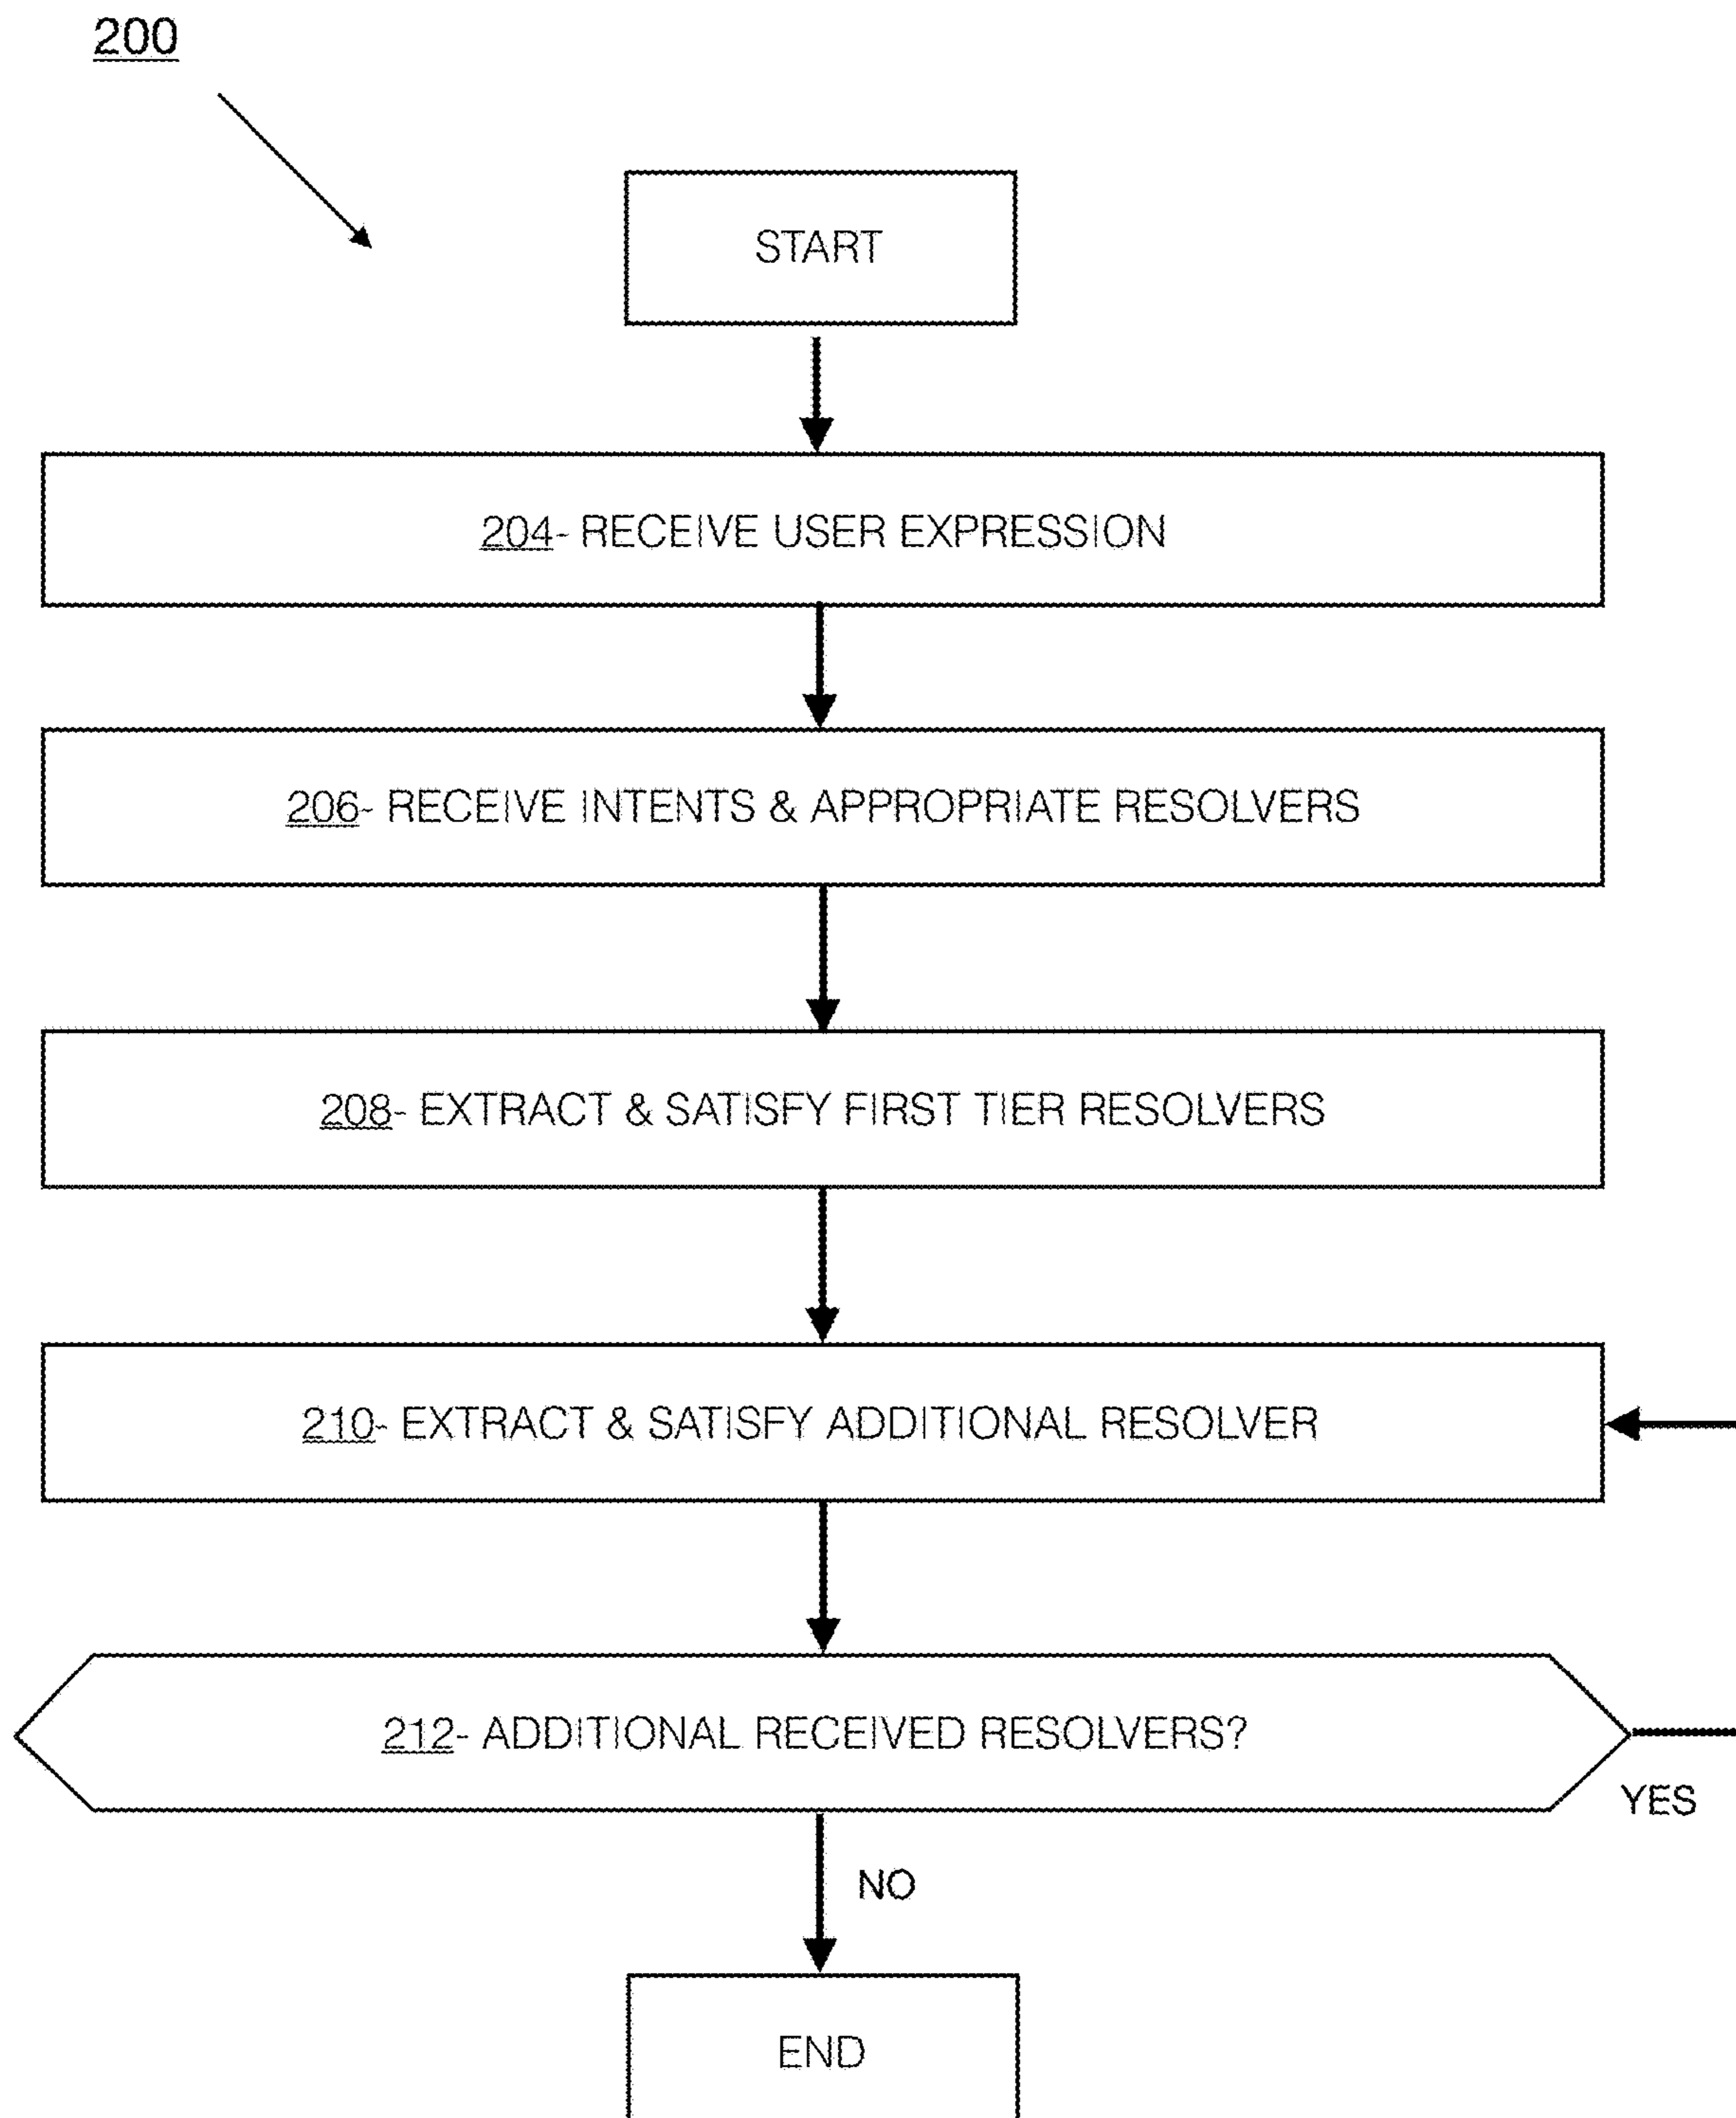 200
START
204- RECEIVE USER EXPRESSION
206- RECEIVE INTENTS & APPROPRIATE RESOLVERS
208- EXTRACT & SATISFY FIRST TIER RESOLVERS
210- EXTRACT & SATISFY ADDITIONAL RESOLVER
212- ADDITIONAL RECEIVED RESOLVERS?
YES
NO
END